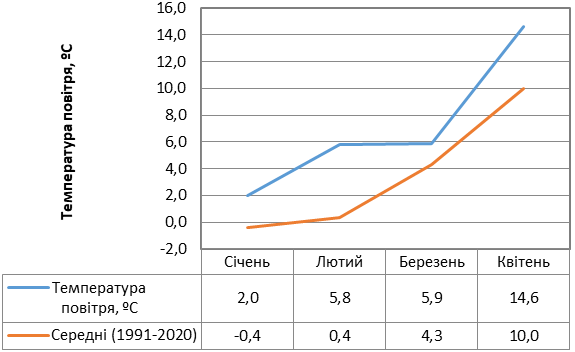 16,0
14,0
12,0
10,0
8,0
6,0
4,0
2,0
0,0
-2,0
Температура повітря, ºС
Січень Лютий Березень Квітень
Температура
повітря, ºС 2,0 5,8 5,9 14,6
Середні (1991-2020) -0,4 0,4 4,3 10,0